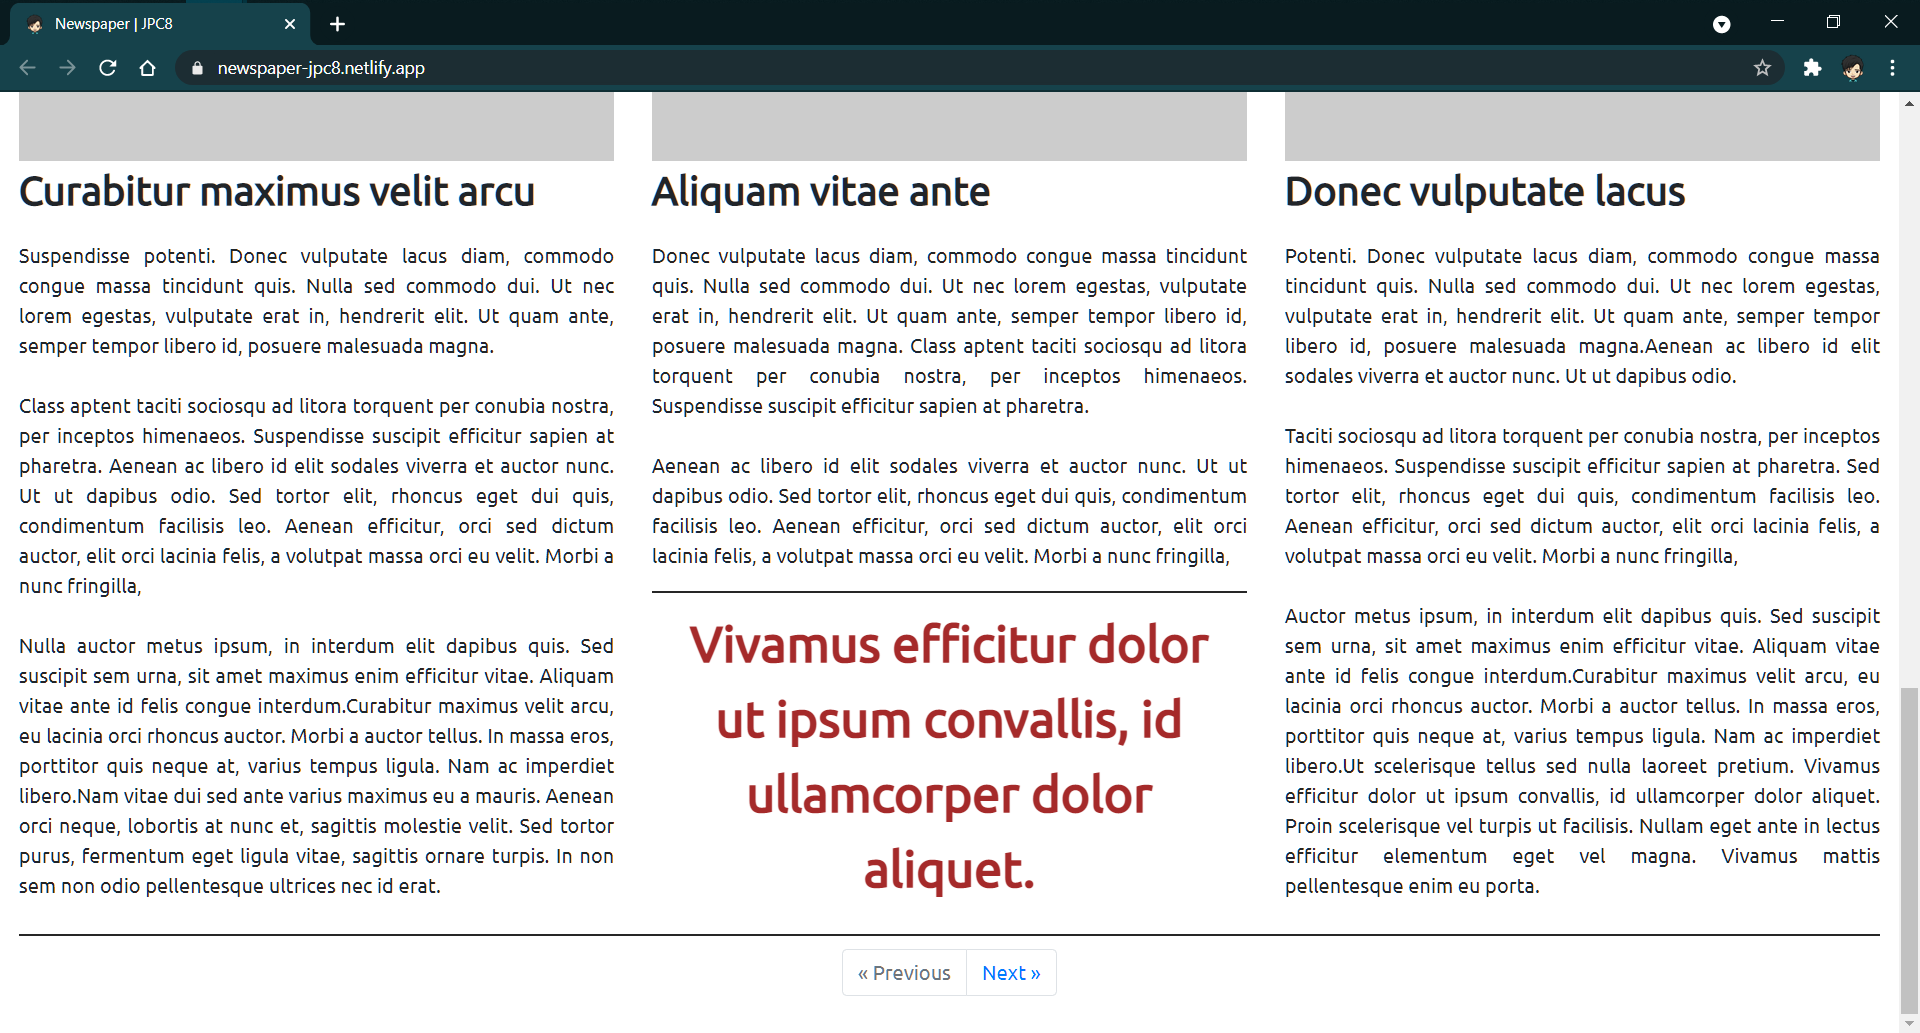 Newspaper | JPC8
newspaper-jpc8.netlify.app
Curabitur maximus velit arcu
Suspendisse potenti. Donec vulputate lacus diam, commodo
congue massa tincidunt quis. Nulla sed commodo dui. Ut nec
lorem egestas, vulputate erat in, hendrerit elit. Ut quam ante,
semper tempor libero id, posuere malesuada magna.
Class aptent taciti sociosqu ad litora torquent per conubia nostra,
per inceptos himenaeos. Suspendisse suscipit efficitur sapien at
pharetra. Aenean ac libero id elit sodales viverra et auctor nunc.
Ut ut dapibus odio. Sed tortor elit, rhoncus eget dui quis,
condimentum facilisis leo. Aenean efficitur, orci sed dictum
auctor, elit orci lacinia felis, a volutpat massa orci eu velit. Morbi a
nunc fringilla,
Nulla auctor metus ipsum, in interdum elit dapibus quis. Sed
suscipit sem urna, sit amet maximus enim efficitur vitae. Aliquam
vitae ante id felis congue interdum.Curabitur maximus velit arcu,
eu lacinia orci rhoncus auctor. Morbi a auctor tellus. In massa eros,
porttitor quis neque at, varius tempus ligula. Nam ac imperdiet
libero.Nam vitae dui sed ante varius maximus eu a mauris. Aenean
orci neque, lobortis at nunc et, sagittis molestie velit. Sed tortor
purus, fermentum eget ligula vitae, sagittis ornare turpis. In non
sem non odio pellentesque ultrices nec id erat.
Aliquam vitae ante
Donec vulputate lacus diam, commodo congue massa tincidunt
quis. Nulla sed commodo dui. Ut nec lorem egestas, vulputate
erat in, hendrerit elit. Ut quam ante, semper tempor libero id,
posuere malesuada magna. Class aptent taciti sociosqu ad litora
torquent per conubia nostra, per inceptos himenaeos.
Suspendisse suscipit efficitur sapien at pharetra.
Aenean ac libero id elit sodales viverra et auctor nunc. Ut ut
dapibus odio. Sed tortor elit, rhoncus eget dui quis, condimentum
facilisis leo. Aenean efficitur, orci sed dictum auctor, elit orci
lacinia felis, a volutpat massa orci eu velit. Morbi a nunc fringilla,
Vivamus efficitur dolor
ut ipsum convallis, id
ullamcorper dolor
aliquet.
Donec vulputate lacus
Potenti. Donec vulputate lacus diam, commodo congue massa
tincidunt quis. Nulla sed commodo dui. Ut nec lorem egestas,
vulputate erat in, hendrerit elit. Ut quam ante, semper tempor
libero id, posuere malesuada magna.Aenean ac libero id elit
sodales viverra et auctor nunc. Ut ut dapibus odio.
Taciti sociosqu ad litora torquent per conubia nostra, per inceptos
himenaeos. Suspendisse suscipit efficitur sapien at pharetra. Sed
tortor elit, rhoncus eget dui quis, condimentum facilisis leo.
Aenean efficitur, orci sed dictum auctor, elit orci lacinia felis, a
volutpat massa orci eu velit. Morbi a nunc fringilla,
Auctor metus ipsum, in interdum elit dapibus quis. Sed suscipit
sem urna, sit amet maximus enim efficitur vitae. Aliquam vitae
ante id felis congue interdum.Curabitur maximus velit arcu, eu
lacinia orci rhoncus auctor. Morbi a auctor tellus. In massa eros,
porttitor quis neque at, varius tempus ligula. Nam ac imperdiet
libero.Ut scelerisque tellus sed nulla laoreet pretium. Vivamus
efficitur dolor ut ipsum convallis, id ullamcorper dolor aliquet.
Proin scelerisque vel turpis ut facilisis. Nullam eget ante in lectus
efficitur elementum eget vel magna. Vivamus mattis
pellentesque enim eu porta.
« Previous
Next »